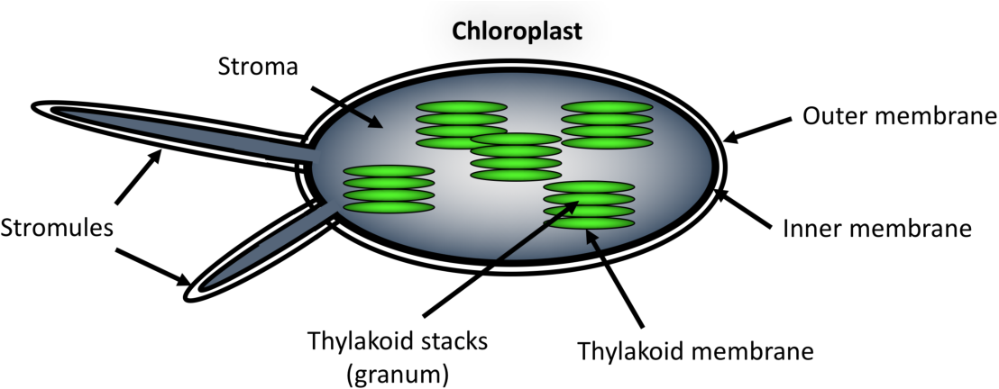 Chloroplast
Stroma
Outer membrane
Stromules
Inner membrane
Thylakoid stacks
(granum)
Thylakoid membrane